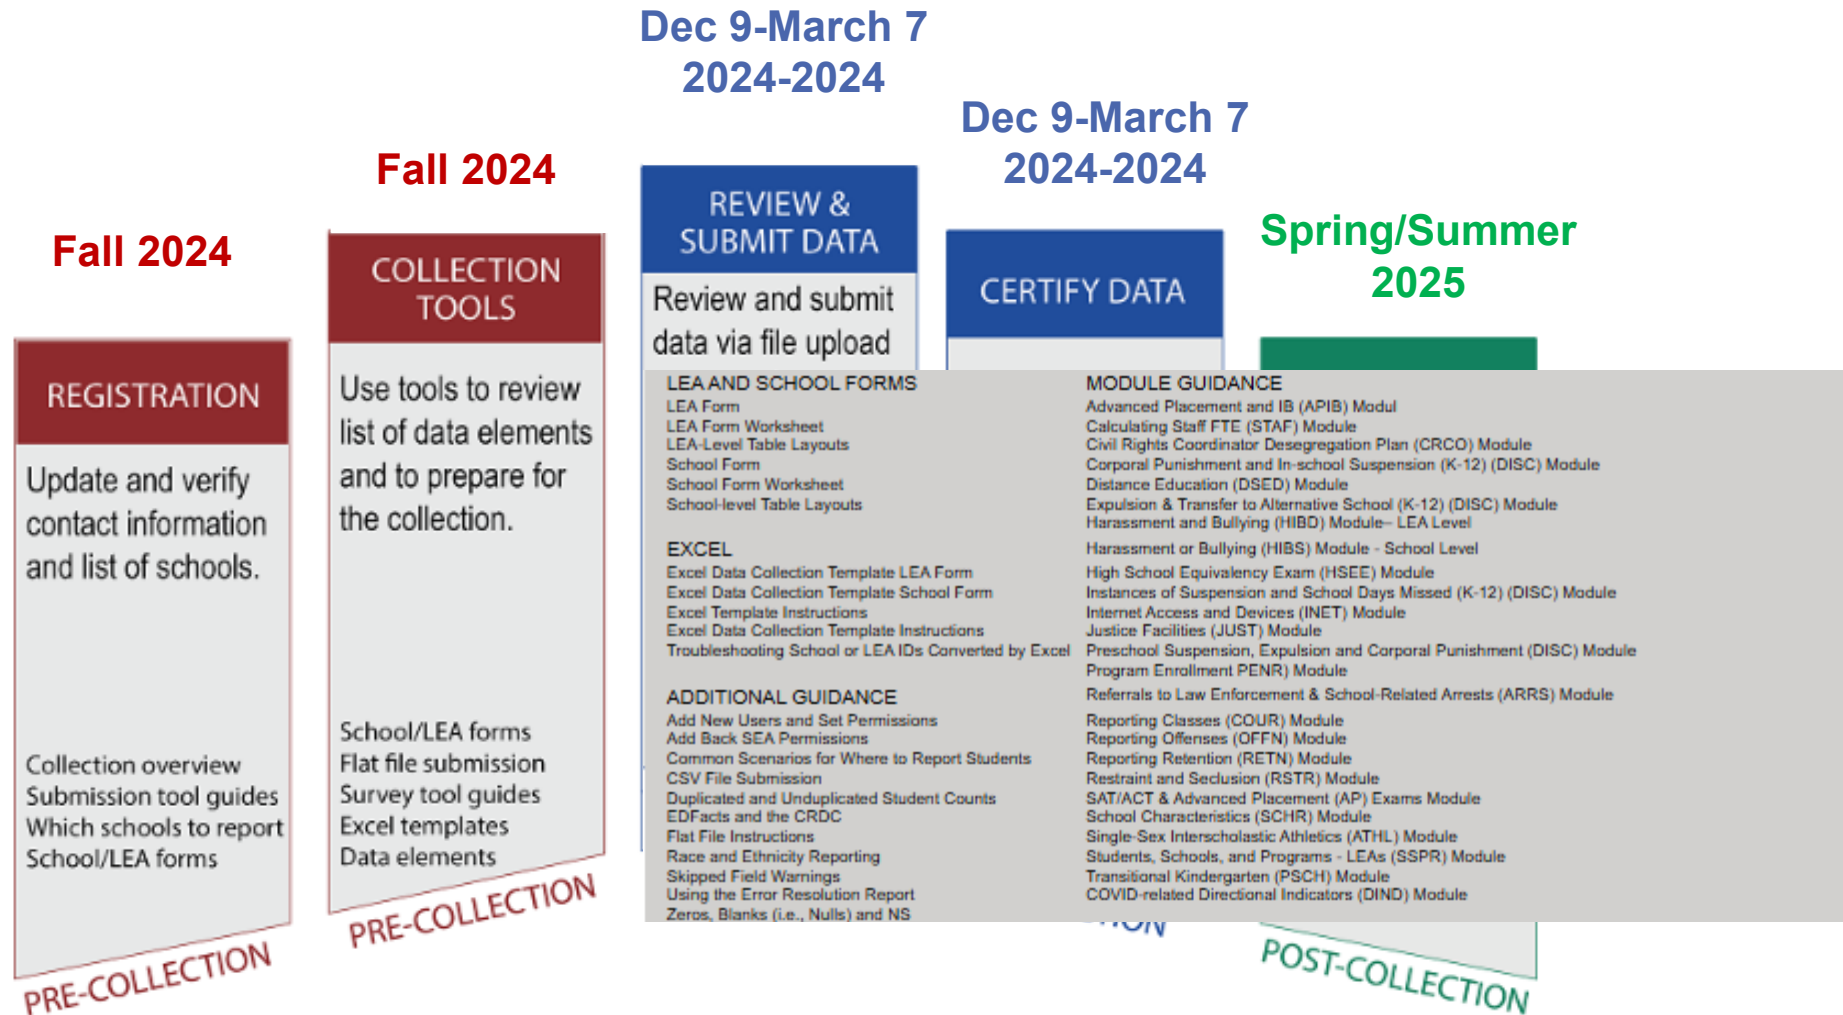 Fall 2024
REGISTRATION
Update and verify
contact information
and list of schools.
Collection overview
Submission tool guides
Which schools to report
School/LEA forms
PRE-COLLECTION
Fall 2024
COLLECTION
TOOLS
Use tools to review
list of data elements
and to prepare for
the collection.
School/LEA forms
Flat file submission
Survey tool guides
Excel templates
Data elements
PRE-COLLECTION
Dec 9-March 7
2024-2024
REVIEW &
SUBMIT DATA
Review and submit
data via file upload
Dec 9-March 7
2024-2024
CERTIFY DATA
Spring/Summer
2025
LEA AND SCHOOL FORMS
LEA Form
LEA Form Worksheet
LEA-Level Table Layouts
School Form
School Form Worksheet
School-level Table Layouts
EXCEL
Excel Data Collection Template LEA Form
Excel Data Collection Template School Form
Excel Template Instructions
Excel Data Collection Template Instructions
Troubleshooting School or LEA IDs Converted by Excel
ADDITIONAL GUIDANCE
Add New Users and Set Permissions
Add Back SEA Permissions
Common Scenarios for Where to Report Students
CSV File Submission
Duplicated and Unduplicated Student Counts
EDFacts and the CRDC
Flat File Instructions
Race and Ethnicity Reporting
Skipped Field Warnings
Using the Error Resolution Report
Zeros, Blanks (i.e., Nulls) and NS
MODULE GUIDANCE
Advanced Placement and IB (APIB) Modul
Calculating Staff FTE (STAF) Module
Civil Rights Coordinator Desegregation Plan (CRCO) Module
Corporal Punishment and In-school Suspension (K-12) (DISC) Module
Distance Education (DSED) Module
Expulsion & Transfer to Alternative School (K-12) (DISC) Module
Harassment and Bullying (HIBD) Module– LEA Level
Harassment or Bullying (HIBS) Module - School Level
High School Equivalency Exam (HSEE) Module
Instances of Suspension and School Days Missed (K-12) (DISC) Module
Internet Access and Devices (INET) Module
Justice Facilities (JUST) Module
Preschool Suspension, Expulsion and Corporal Punishment (DISC) Module
Program Enrollment PENR) Module
Referrals to Law Enforcement & School-Related Arrests (ARRS) Module
Reporting Classes (COUR) Module
Reporting Offenses (OFFN) Module
Reporting Retention (RETN) Module
Restraint and Seclusion (RSTR) Module
SAT/ACT & Advanced Placement (AP) Exams Module
School Characteristics (SCHR) Module
Single-Sex Interscholastic Athletics (ATHL) Module
Students, Schools, and Programs - LEAs (SSPR) Module
Transitional Kindergarten (PSCH) Module
COVID-related Directional Indicators (DIND) Module
POST-COLLECTION